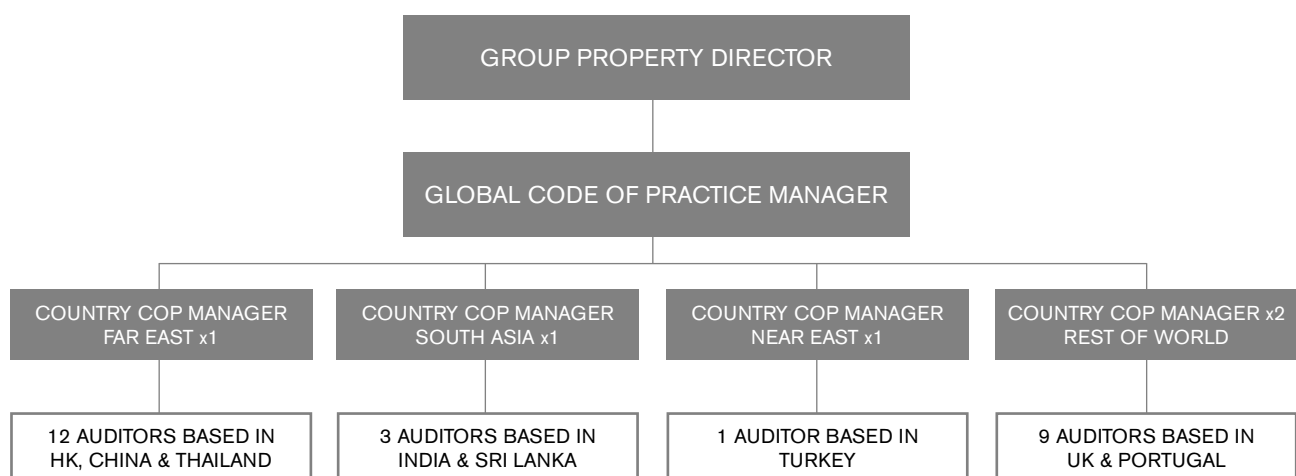 GROUP PROPERTY DIRECTOR
GLOBAL CODE OF PRACTICE MANAGER
COUNTRY COP MANAGER
FAR EAST x1
COUNTRY COP MANAGER
SOUTH ASIA x1
COUNTRY COP MANAGER
NEAR EAST x1
COUNTRY COP MANAGER x2
REST OF WORLD
12 AUDITORS BASED IN
HK, CHINA & THAILAND
3 AUDITORS BASED IN
INDIA & SRI LANKA
1 AUDITOR BASED IN
TURKEY
9 AUDITORS BASED IN
UK & PORTUGAL